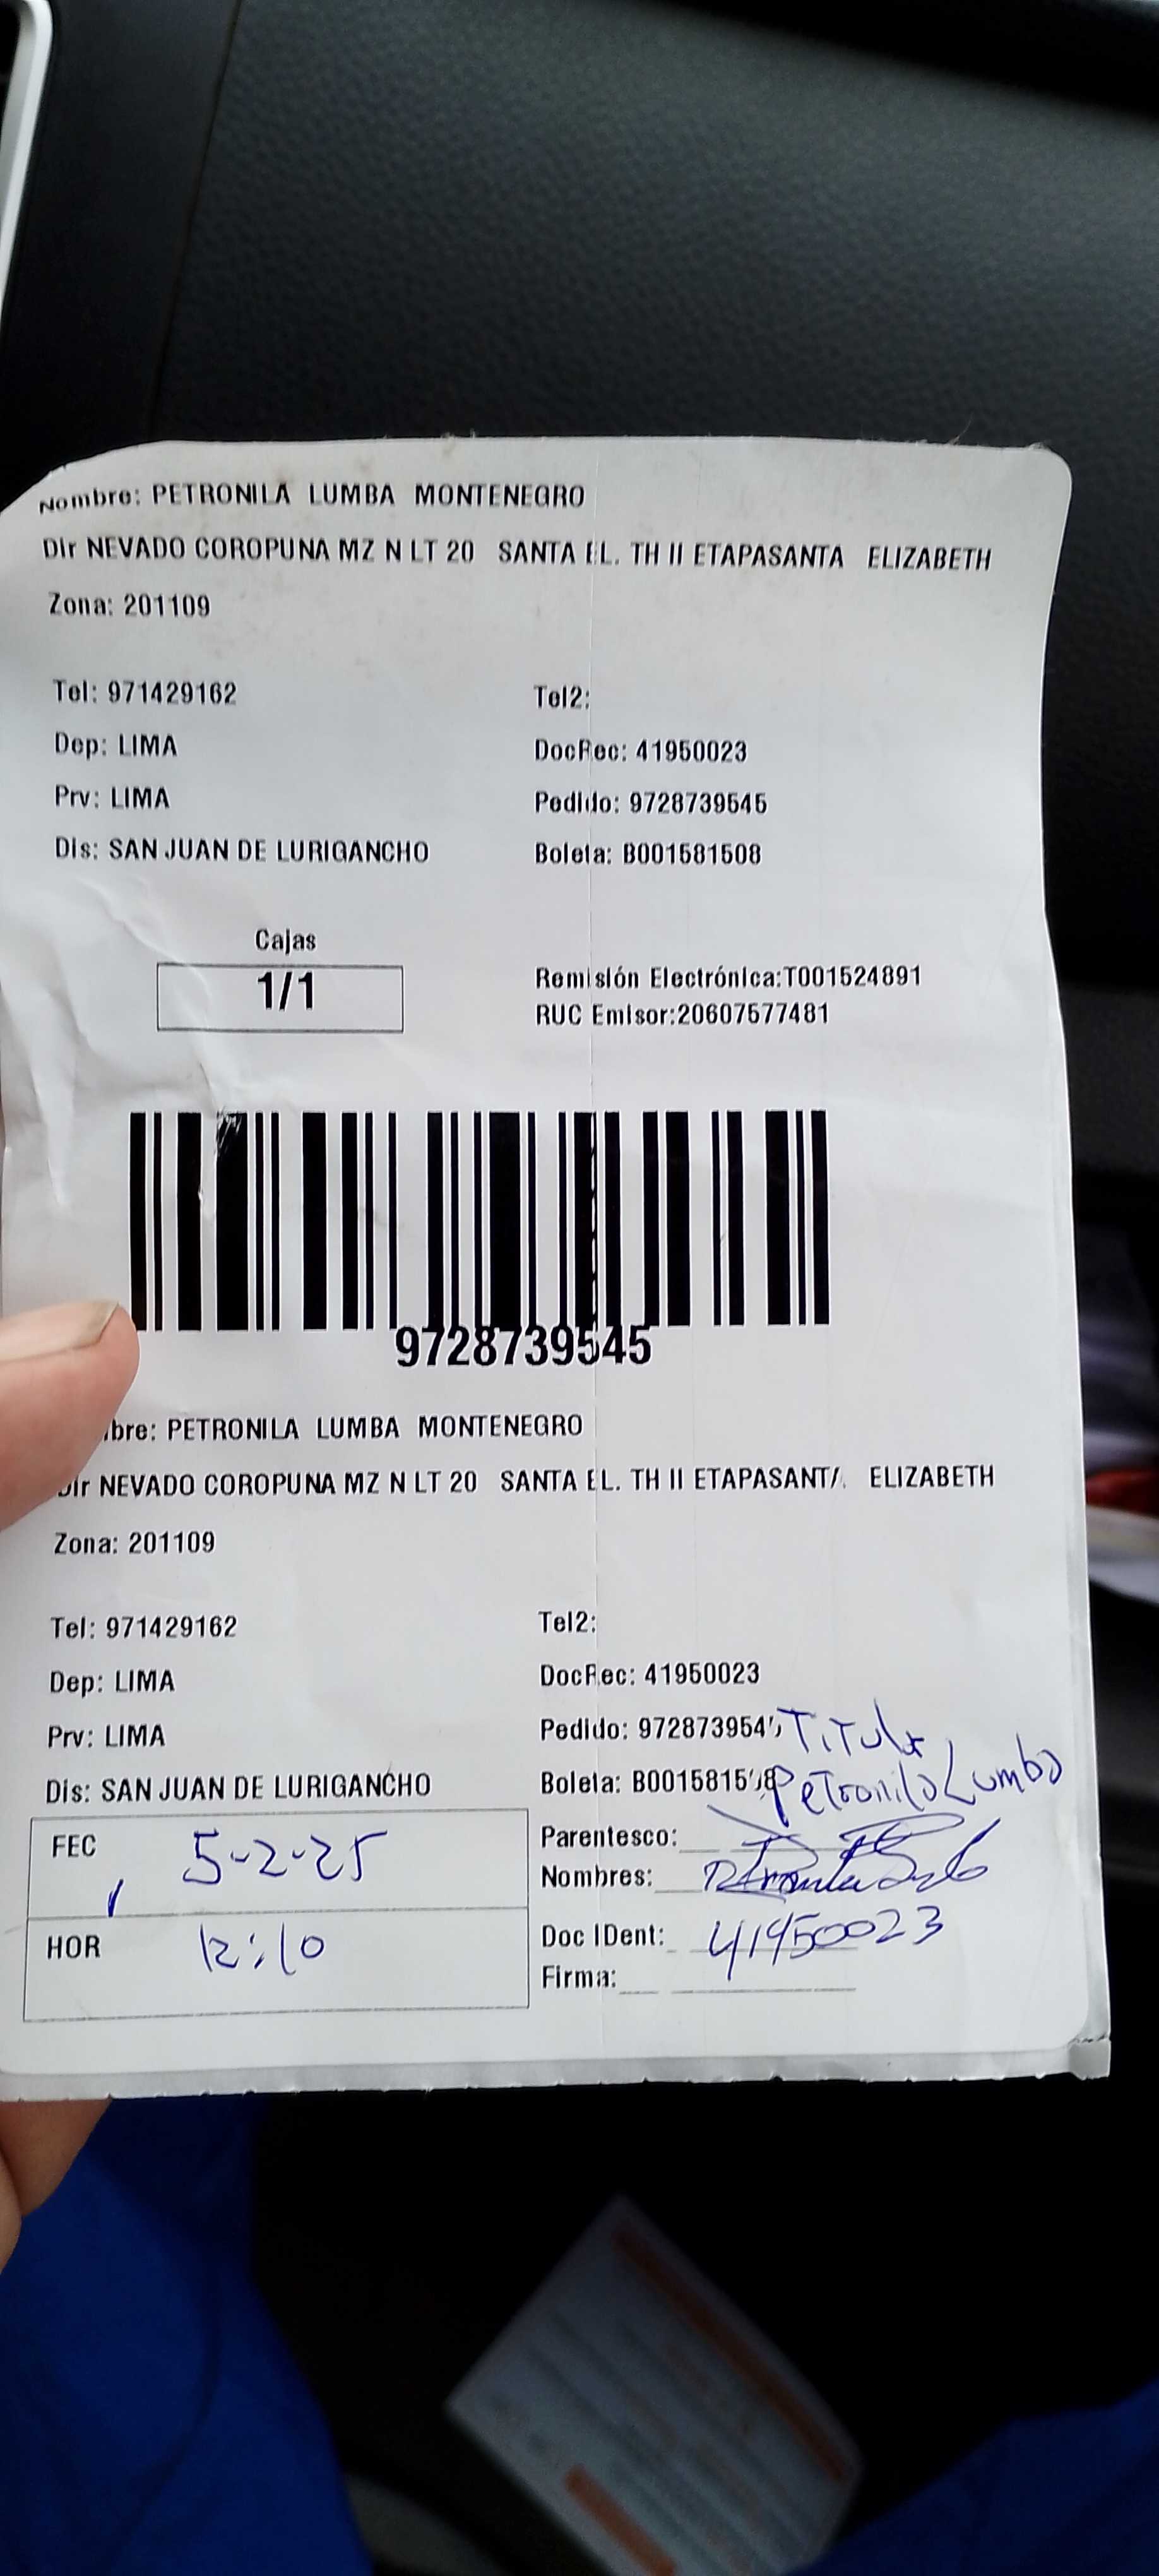 Nombre: PETRONILA LUMBA MONTENEGRO
Dir NEVADO COROPUNA MZ N LT 20 SANTA EL. TH II ETAPASANTA ELIZABETH
Zona: 201109
Tel: 971429162 Tel2:
Dep: LIMA DocRec: 41950023
Prv: LIMA Pedido: 9728739545
Dis: SAN JUAN DE LURIGANCHO Boleta: B001581508
Cajas
1/1
Remisión Electrónica:T001524891
RUC Emisor:20607577481
9728739545
bre: PETRONILA LUMBA MONTENEGRO
Dir NEVADO COROPUNA MZ N LT 20 SANTA EL. TH II ETAPASANTA ELIZABETH
Zona: 201109
Tel: 971429162 Tel2:
Dep: LIMA DocRec: 41950023
Prv: LIMA Pedido: 9728739545 Titular
Dis: SAN JUAN DE LURIGANCHO Boleta: B001581508 Petronila Lumba
FEC 5-2-25 Parentesco:
Nombres:
HOR 12:10 Doc IDent: 41950023
Firma: